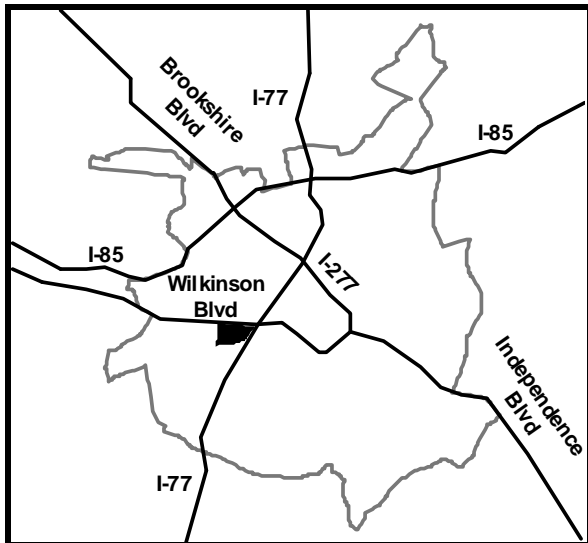 Brookshire
Blvd
I-77
I-85
I-85
Wilkinson
Blvd
I-277
Independence
Blvd
I-77